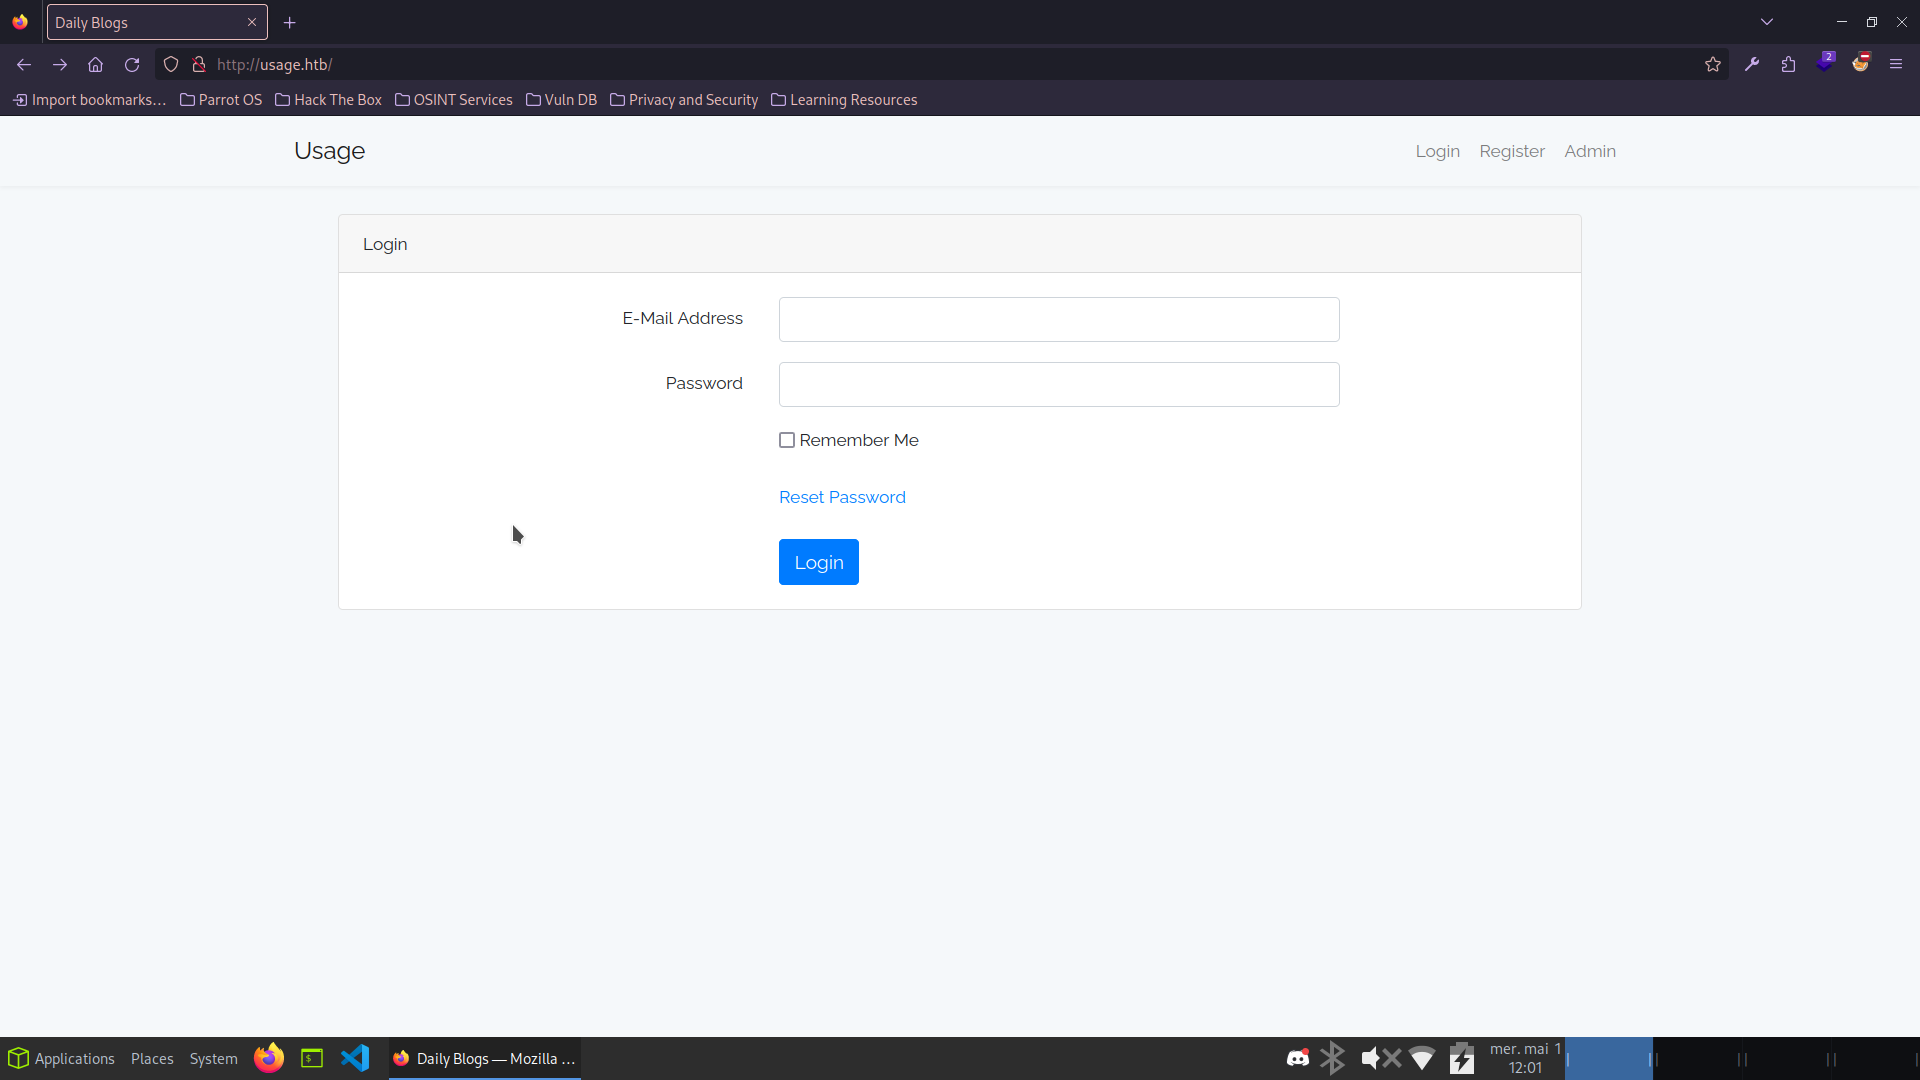 Daily Blogs
http://usage.htb/
2
Import bookmarks... Parrot OS Hack The Box OSINT Services Vuln DB Privacy and Security Learning Resources
Usage Login Register Admin
Login
E-Mail Address
Password
Remember Me
Reset Password
Login
Applications Places System $ Daily Blogs — Mozilla ... mer. mai 1
12:01